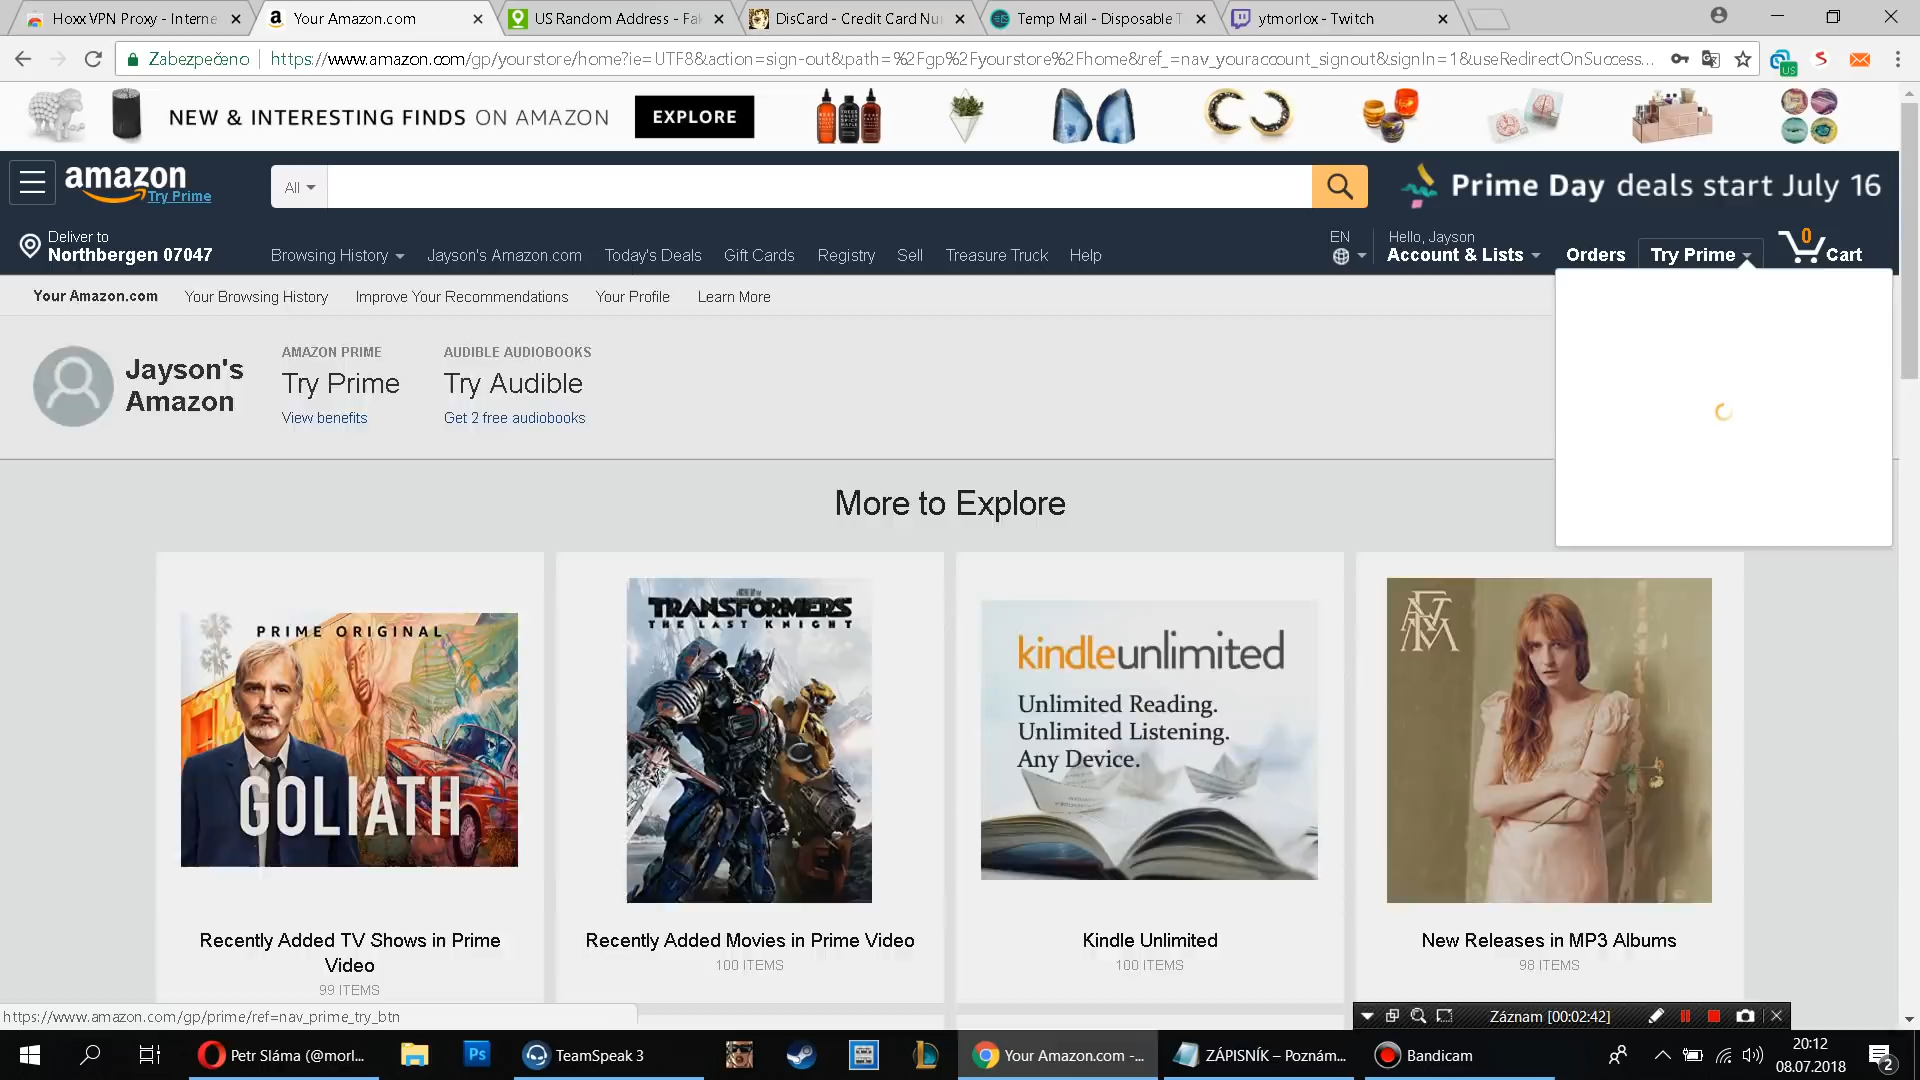 Hoxx VPN Proxy - Interne
Your Amazon.com
US Random Address - Fak
DisCard - Credit Card Nu
Temp Mail - Disposable T
ytmorlox - Twitch
Zabezpečeno
https://www.amazon.com/gp/yourstore/home?ie=UTF8&action=sign-out&path=%2Fgp%2Fyourstore%2Fhome&ref_=nav_youraccount_signout&signIn=1&useRedirectOnSuccess...
US
NEW & INTERESTING FINDS ON AMAZON
EXPLORE
amazon
Try Prime
All
Prime Day deals start July 16
Deliver to
Northbergen 07047
Browsing History
Jayson's Amazon.com
Today's Deals
Gift Cards
Registry
Sell
Treasure Truck
Help
EN
Hello, Jayson
Account & Lists
Orders
Try Prime
0
Cart
Your Amazon.com
Your Browsing History
Improve Your Recommendations
Your Profile
Learn More
Jayson's
Amazon
AMAZON PRIME
Try Prime
View benefits
AUDIBLE AUDIOBOOKS
Try Audible
Get 2 free audiobooks
More to Explore
PRIME ORIGINAL
GOLIATH
TRANSFORMERS
THE LAST KNIGHT
kindleunlimited
Unlimited Reading.
Unlimited Listening.
Any Device.
Recently Added TV Shows in Prime
Video
99 ITEMS
Recently Added Movies in Prime Video
100 ITEMS
Kindle Unlimited
100 ITEMS
New Releases in MP3 Albums
98 ITEMS
https://www.amazon.com/gp/prime/ref=nav_prime_try_btn
Záznam [00:02:42]
Petr Sláma (@morl...
Ps
TeamSpeak 3
Your Amazon.com -...
ZÁPISNÍK – Poznám...
Bandicam
20:12
08.07.2018
2